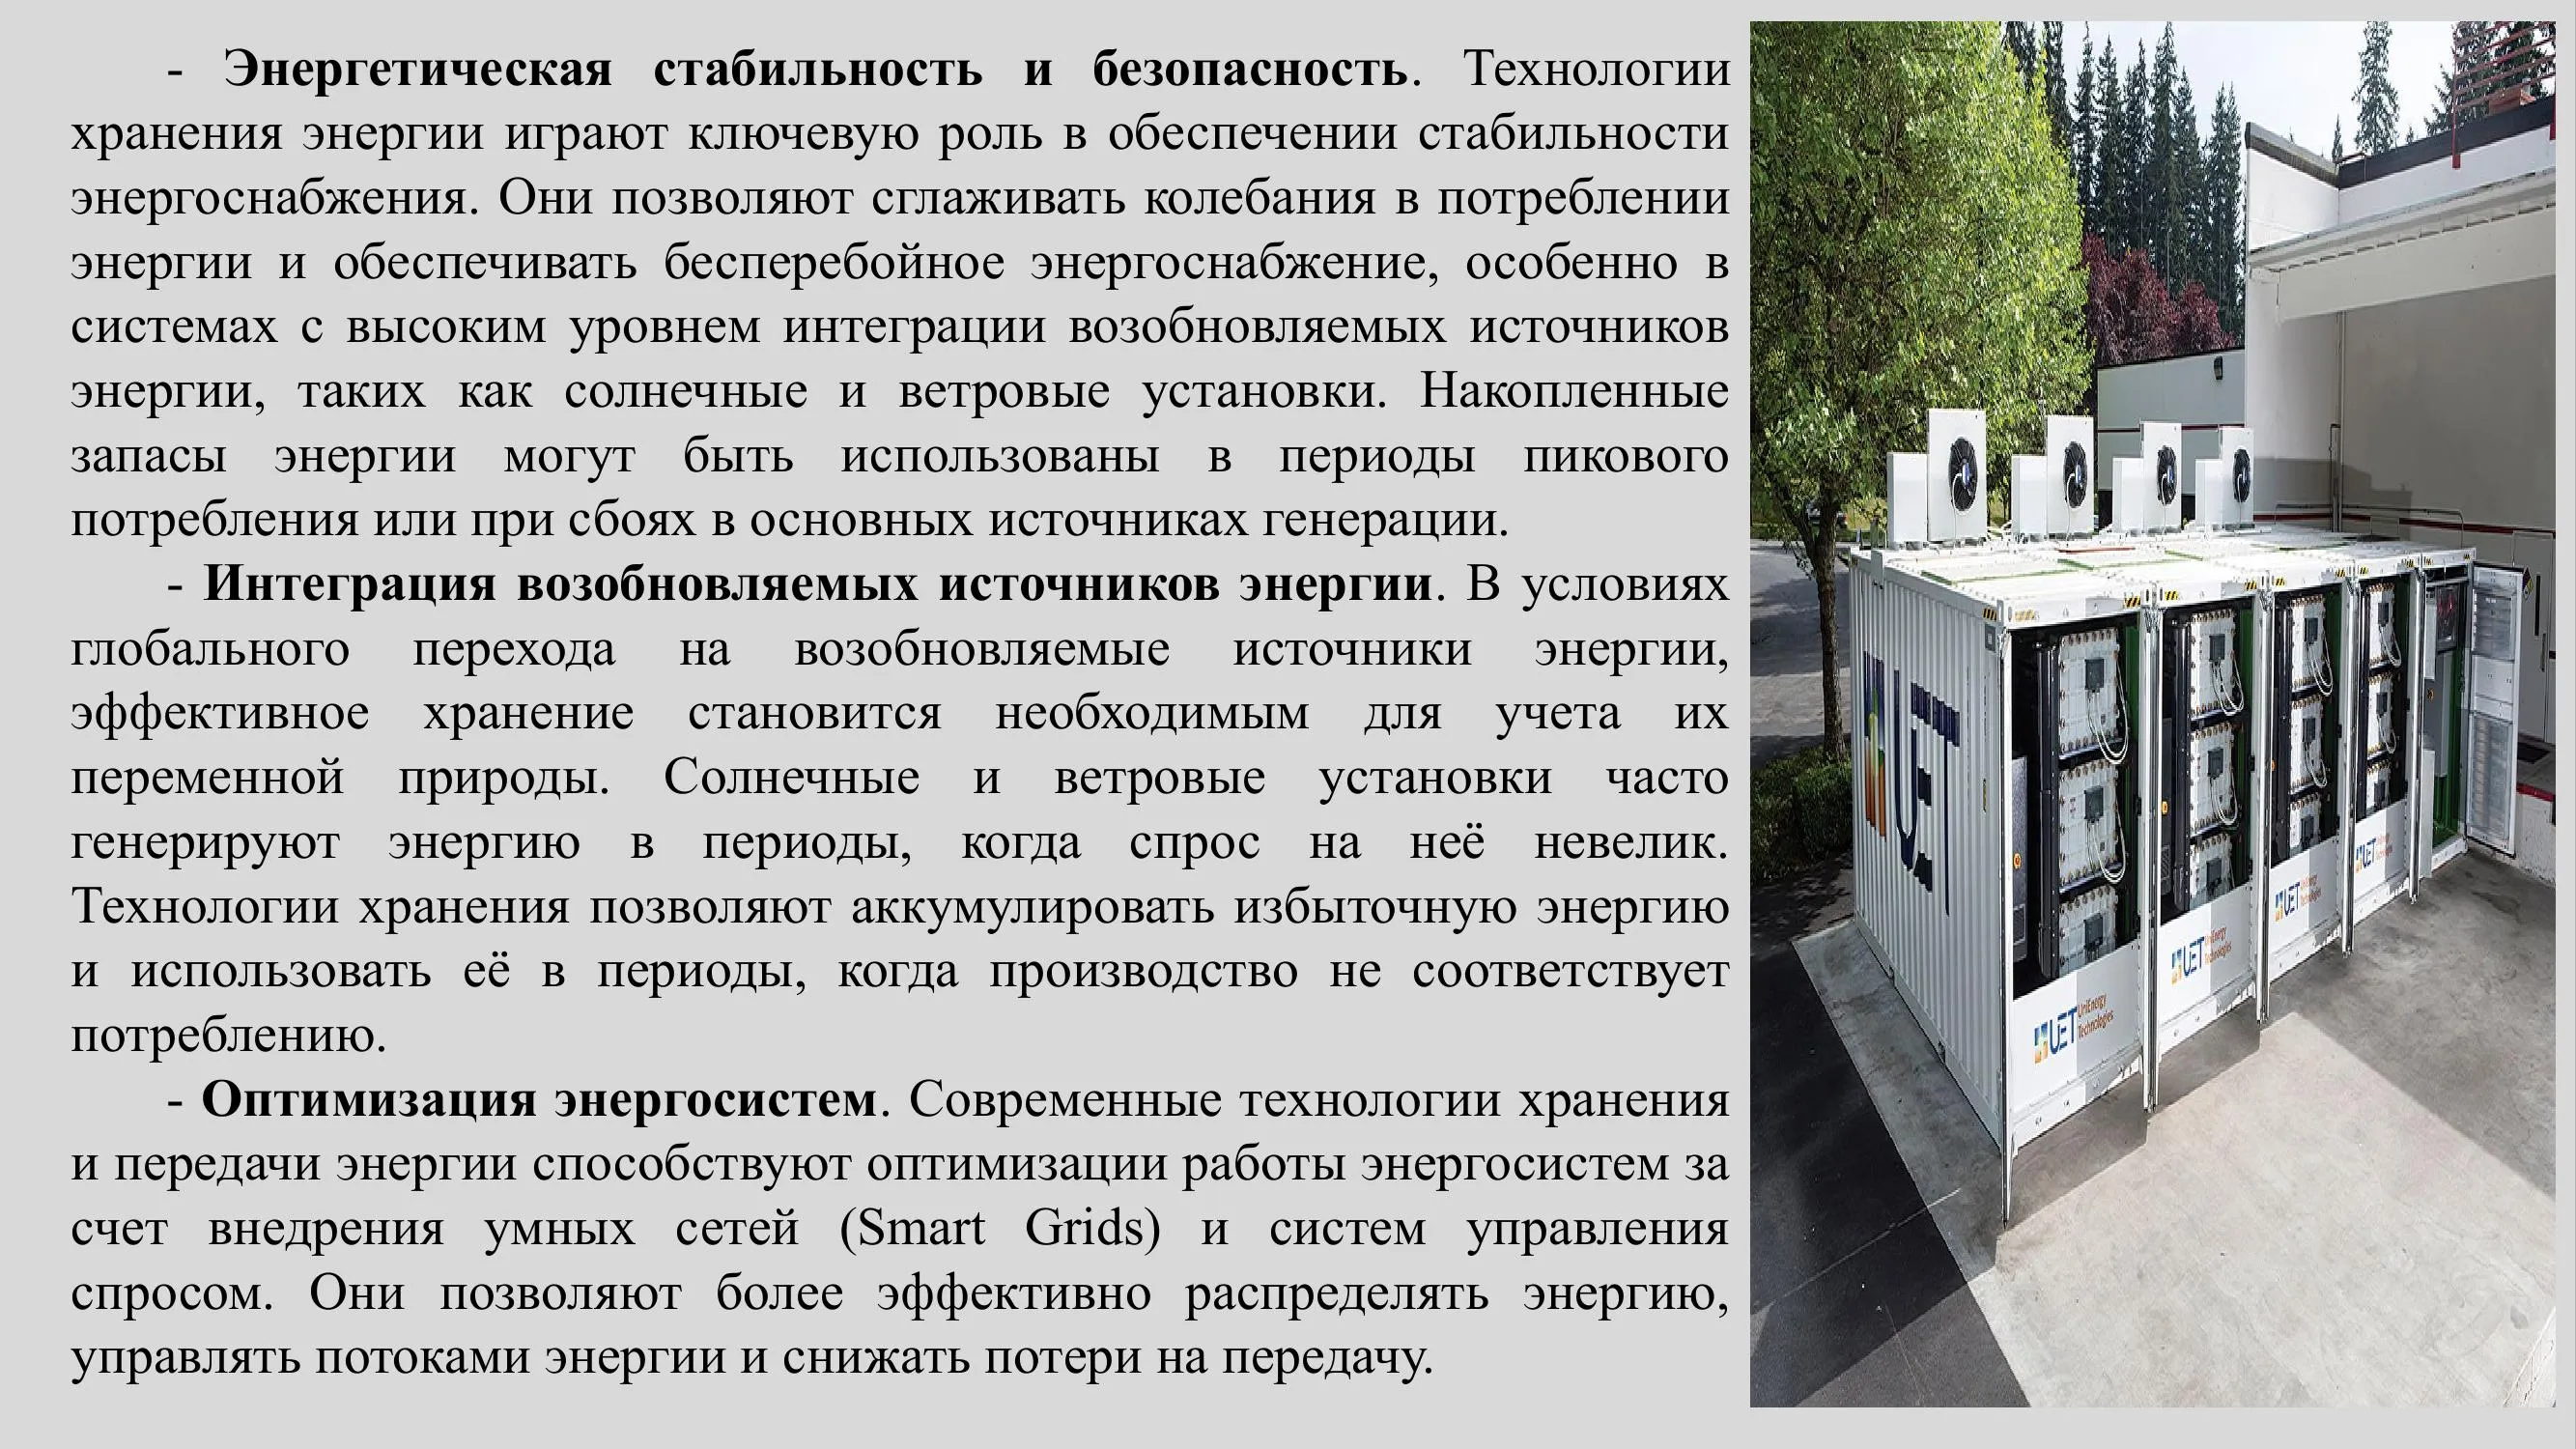 - Энергетическая стабильность и безопасность. Технологии
хранения энергии играют ключевую роль в обеспечении стабильности
энергоснабжения. Они позволяют сглаживать колебания в потреблении
энергии и обеспечивать бесперебойное энергоснабжение, особенно в
системах с высоким уровнем интеграции возобновляемых источников
энергии, таких как солнечные и ветровые установки. Накопленные
запасы энергии могут быть использованы в периоды пикового
потребления или при сбоях в основных источниках генерации.
- Интеграция возобновляемых источников энергии. В условиях
глобального перехода на возобновляемые источники энергии,
эффективное хранение становится необходимым для учета их
переменной природы. Солнечные и ветровые установки часто
генерируют энергию в периоды, когда спрос на неё невелик.
Технологии хранения позволяют аккумулировать избыточную энергию
и использовать её в периоды, когда производство не соответствует
потреблению.
- Оптимизация энергосистем. Современные технологии хранения
и передачи энергии способствуют оптимизации работы энергосистем за
счет внедрения умных сетей (Smart Grids) и систем управления
спросом. Они позволяют более эффективно распределять энергию,
управлять потоками энергии и снижать потери на передачу.
UET
UET UniEnergy
Technologies
UET UniEnergy
Technologies
UET UniEnergy
Technologies
UET UniEnergy
Technologies